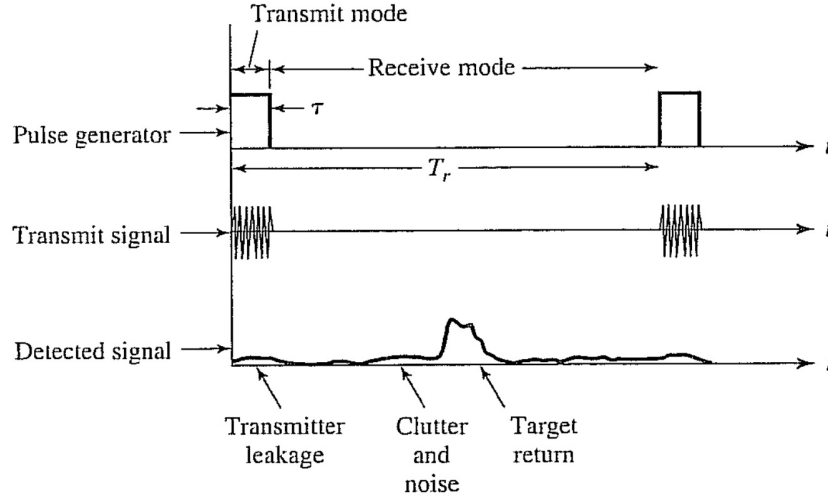 Transmit mode
Receive mode
τ
Pulse generator
t
T_r
Transmit signal
Detected signal
Transmitter
leakage
Clutter
and
noise
Target
return